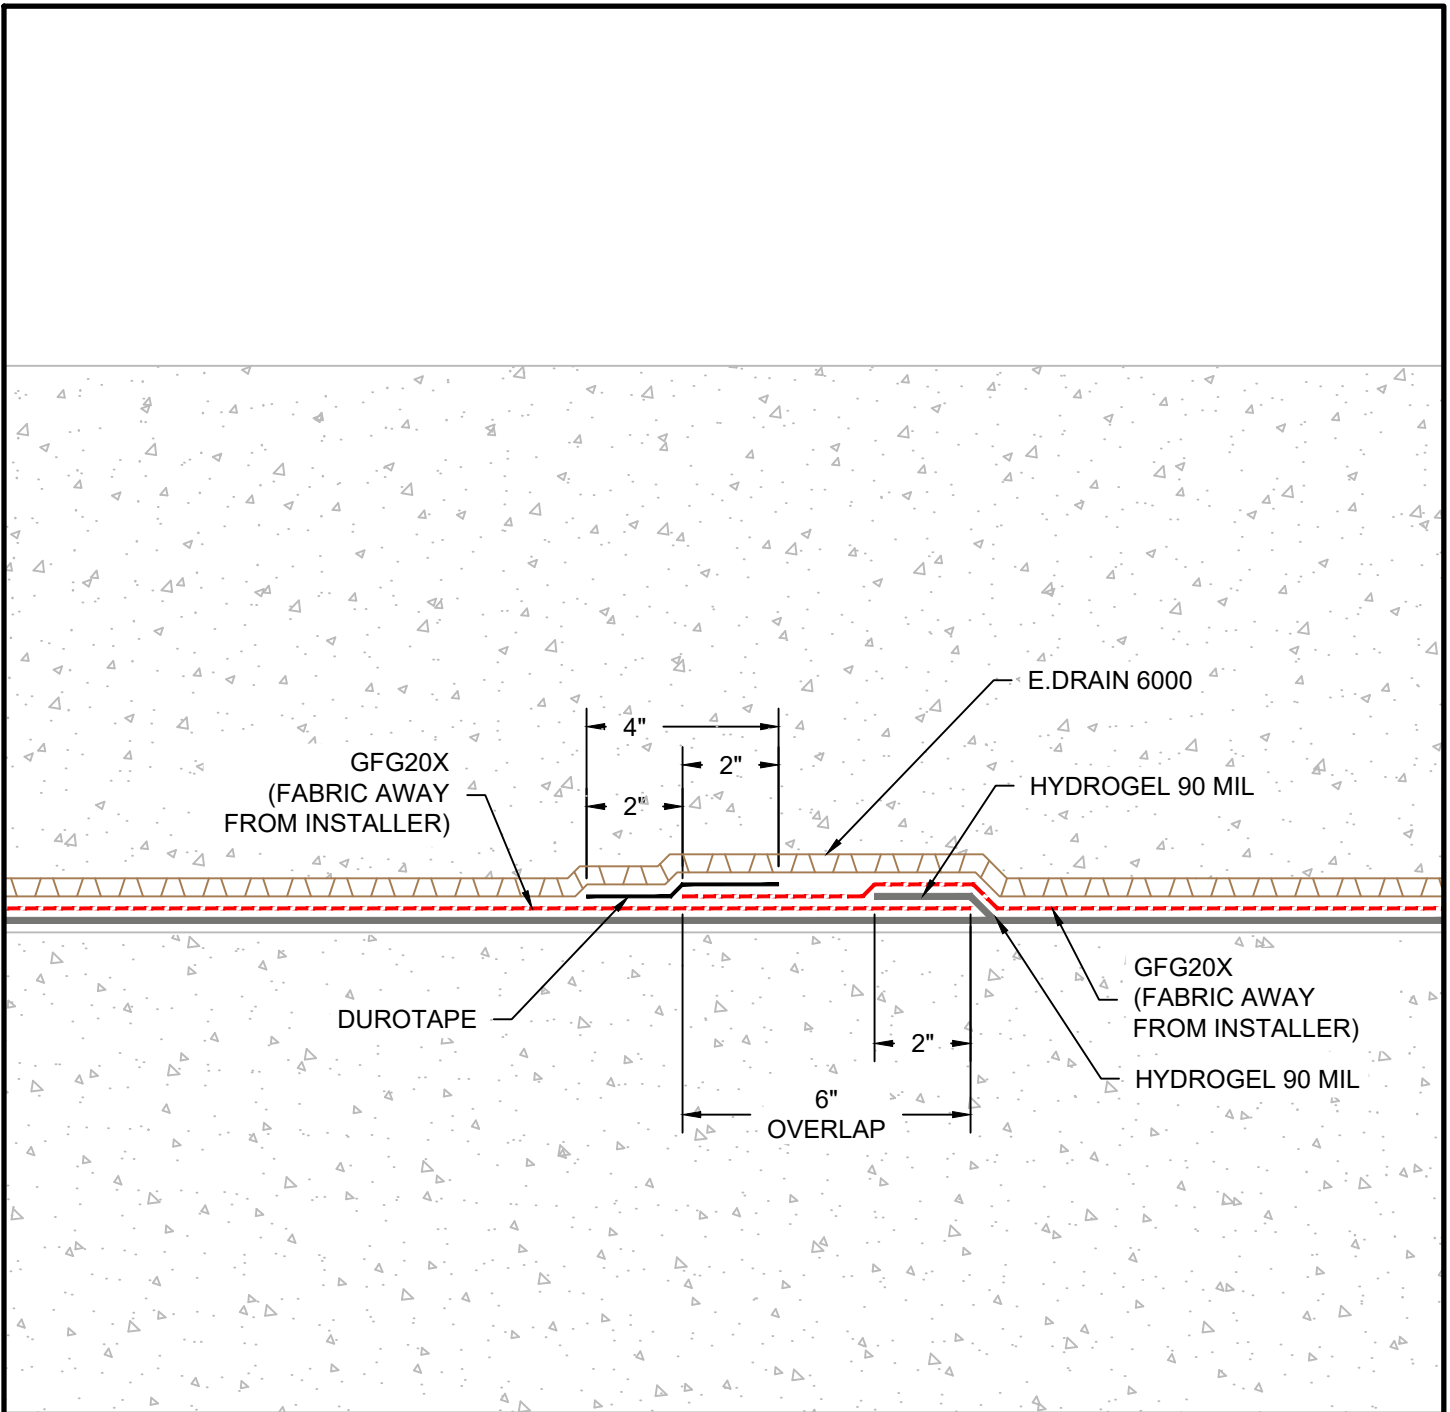 E.DRAIN 6000
4"
GFG20X
(FABRIC AWAY
FROM INSTALLER)
2"
HYDROGEL 90 MIL
2"
GFG20X
(FABRIC AWAY
FROM INSTALLER)
DUROTAPE
2"
HYDROGEL 90 MIL
6"
OVERLAP